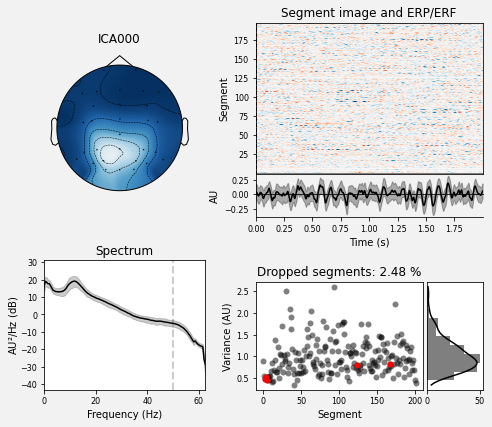 ICA000
Segment image and ERP/ERF
Segment
175
150
125
100
75
50
25
AU
0.25
0.00
−0.25
0.00 0.25 0.50 0.75 1.00 1.25 1.50 1.75
Time (s)
Spectrum
AU²/Hz (dB)
30
20
10
0
−10
−20
−30
−40
0 20 40 60
Frequency (Hz)
Dropped segments: 2.48 %
Variance (AU)
2.5
2.0
1.5
1.0
0.5
0 50 100 150 200
Segment
0 50